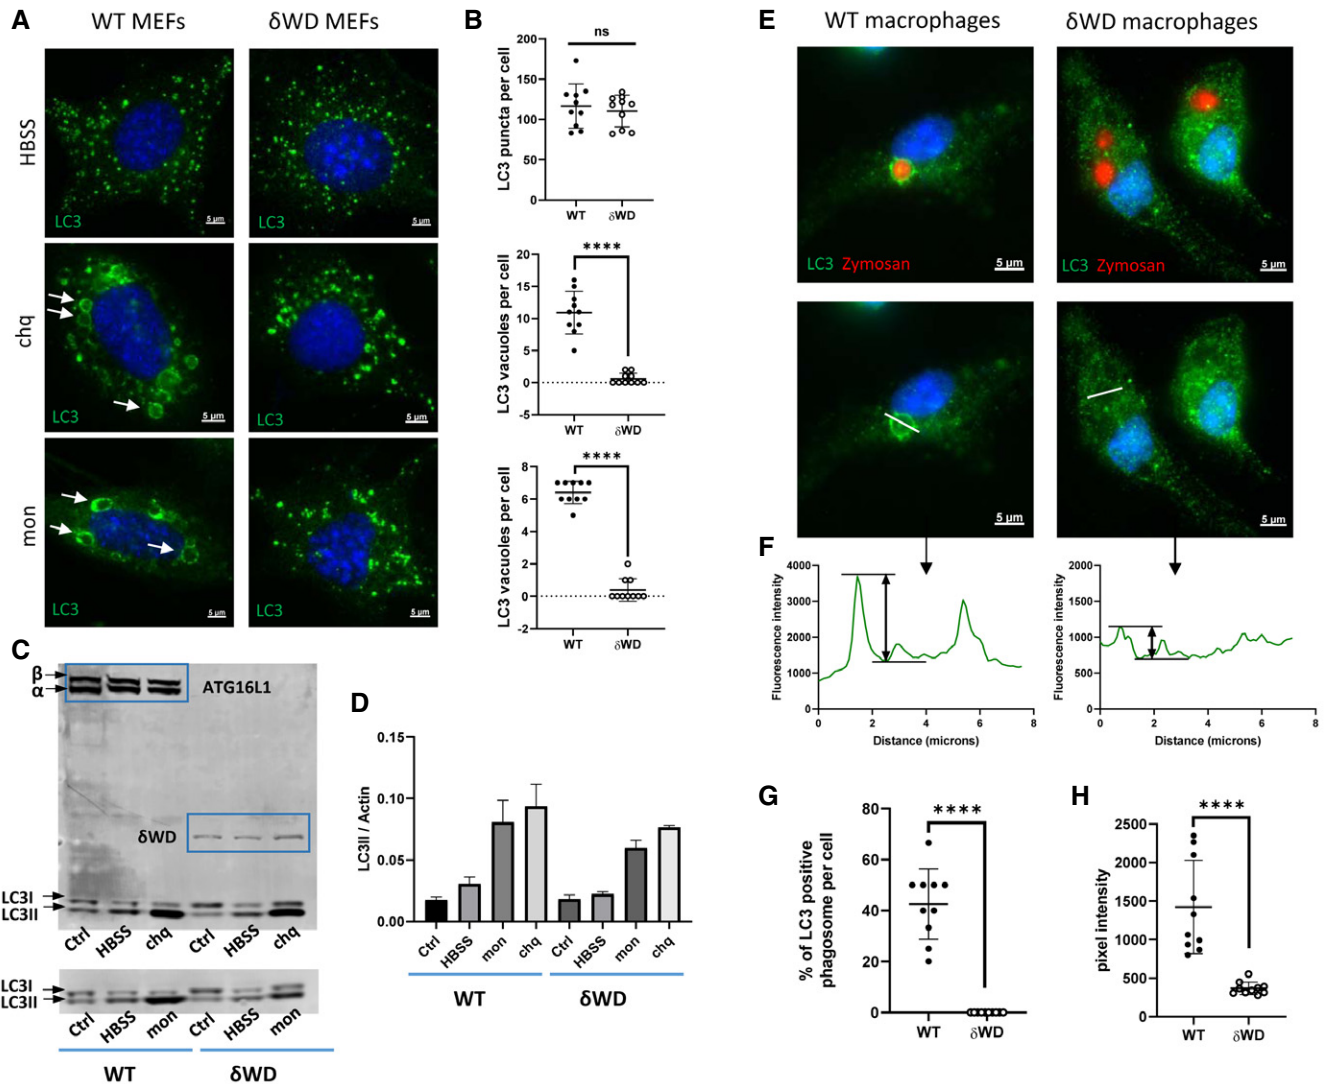 A
WT MEFs
δWD MEFs
HBSS
LC3
5 µm
LC3
5 µm
chq
LC3
5 µm
LC3
5 µm
mon
LC3
5 µm
LC3
5 µm
B
ns
LC3 puncta per cell
200
150
100
50
0
WT
δWD
****
LC3 vacuoles per cell
20
15
10
5
0
-5
WT
δWD
****
LC3 vacuoles per cell
8
6
4
2
0
-2
WT
δWD
C
β
α
ATG16L1
δWD
LC3I
LC3II
Ctrl
HBSS
chq
Ctrl
HBSS
chq
LC3I
LC3II
Ctrl
HBSS
mon
Ctrl
HBSS
mon
WT
δWD
D
LC3II / Actin
0.15
0.10
0.05
0.00
Ctrl
HBSS
mon
chq
Ctrl
HBSS
mon
chq
WT
δWD
E
WT macrophages
δWD macrophages
LC3 Zymosan
5 µm
LC3 Zymosan
5 µm
5 µm
5 µm
F
Fluorescence intensity
4000
3000
2000
1000
0
0
2
4
6
8
Distance (microns)
Fluorescence intensity
2000
1500
1000
500
0
0
2
4
6
8
Distance (microns)
G
****
% of LC3 positive
phagosome per cell
80
60
40
20
0
WT
δWD
H
****
pixel intensity
2500
2000
1500
1000
500
0
WT
δWD